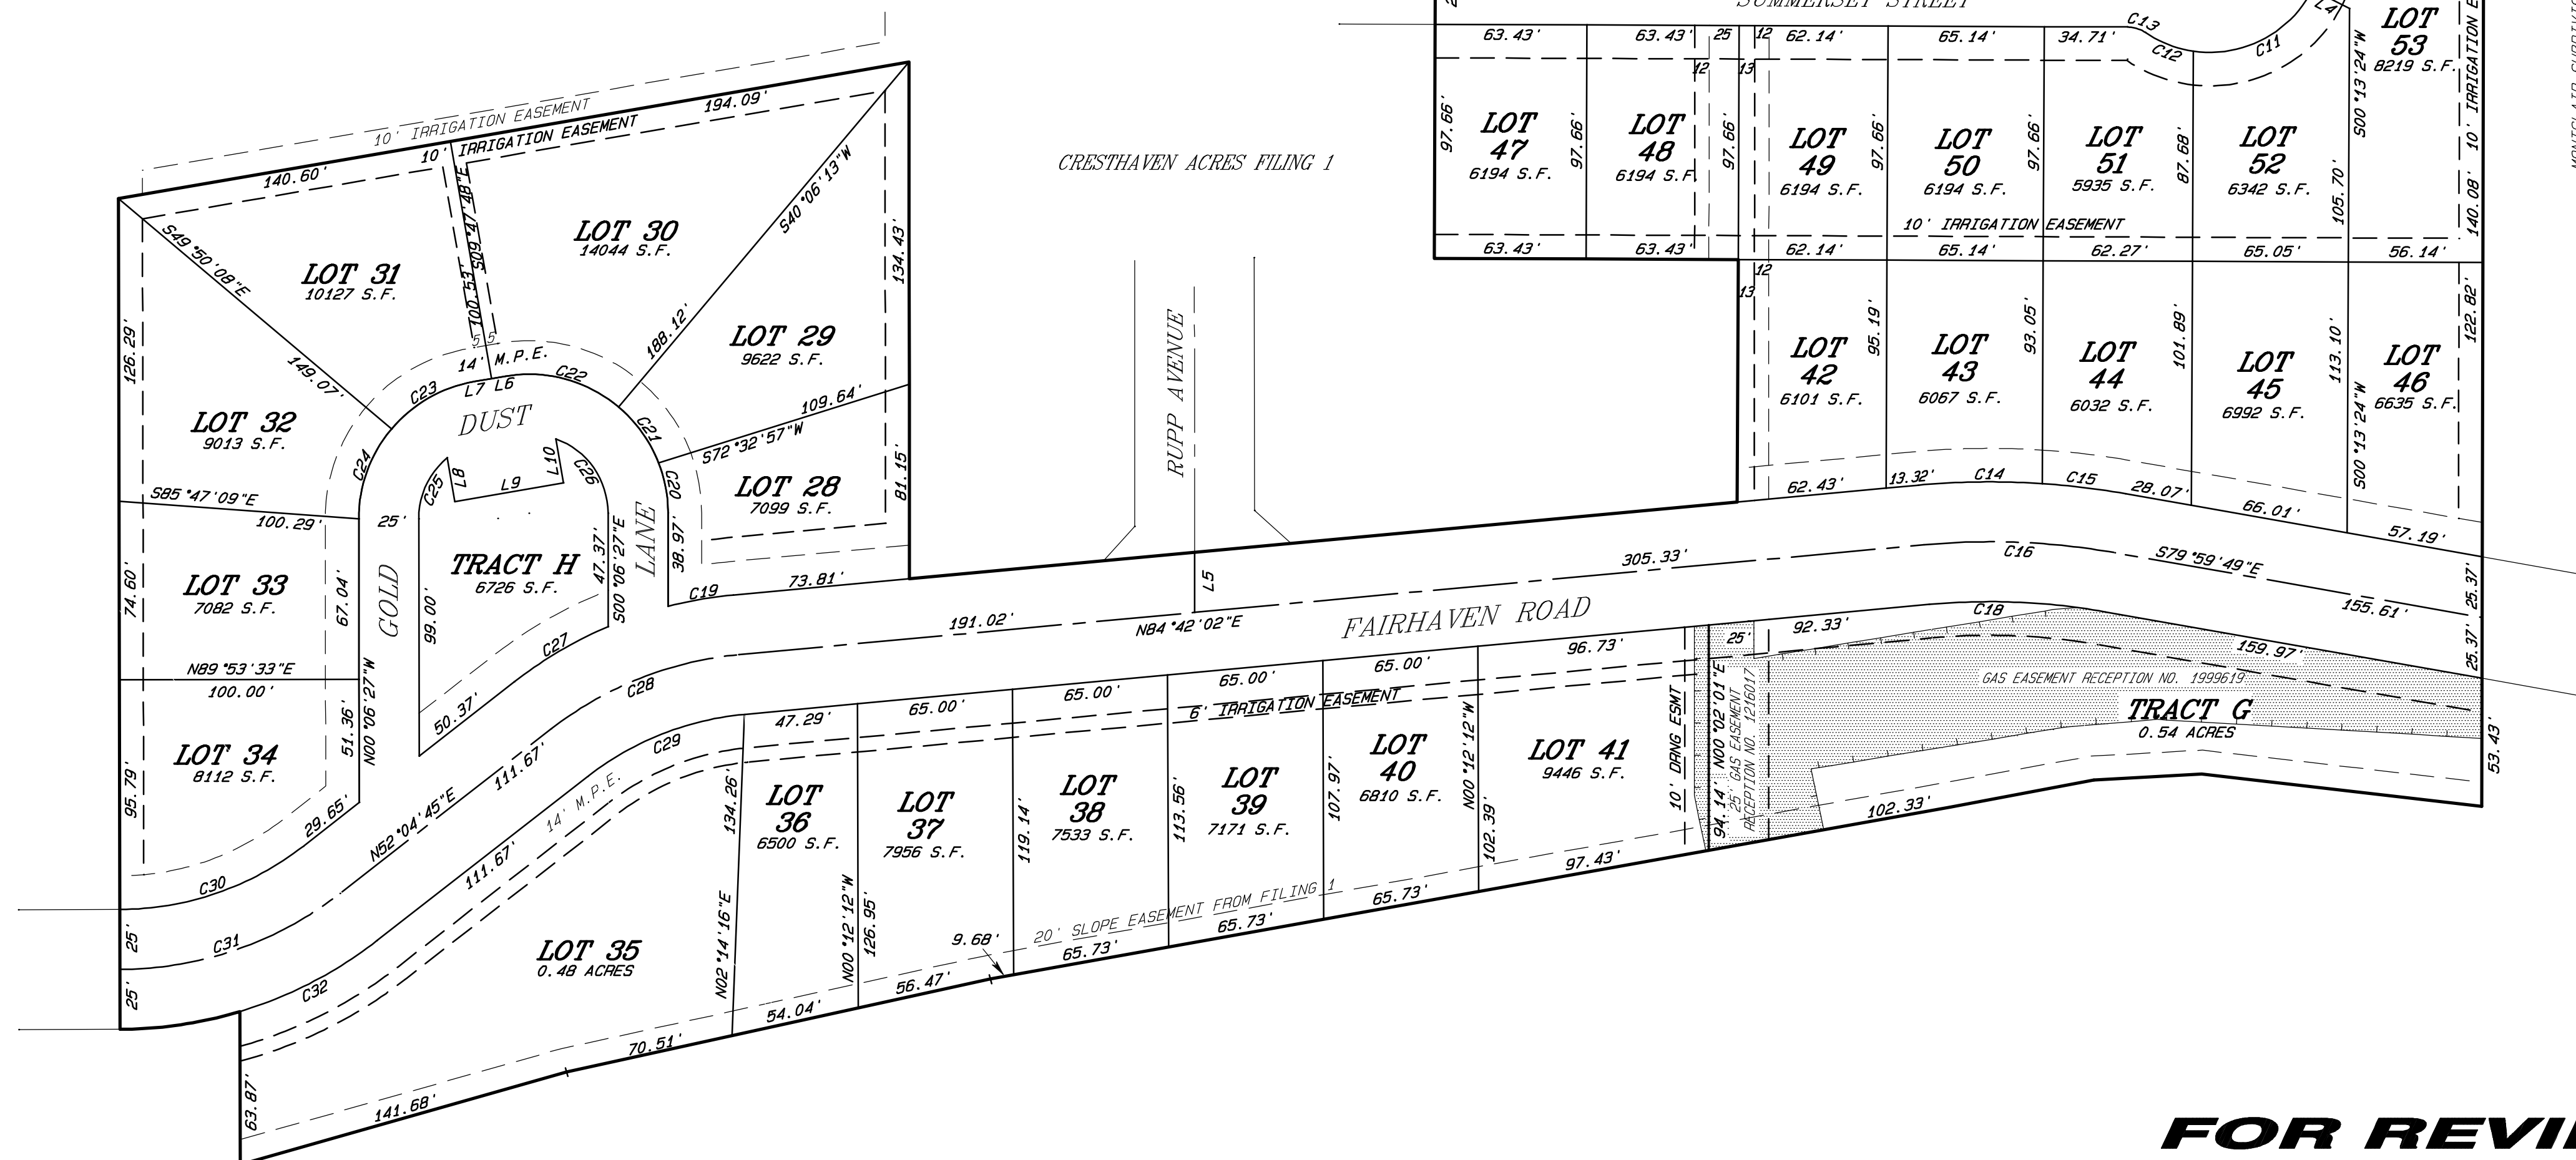 SUMMERSET STREET
C13
C12
C11
L4
63.43'
63.43'
25
12
62.14'
65.14'
34.71'
12
13
97.66'
97.66'
97.66'
97.66'
97.66'
87.68'
105.70'
S00°13'24"W
140.08'
10' IRRIGATION E
LOT
53
8219 S.F.
LOT
47
6194 S.F.
LOT
48
6194 S.F.
LOT
49
6194 S.F.
LOT
50
6194 S.F.
LOT
51
5935 S.F.
LOT
52
6342 S.F.
10' IRRIGATION EASEMENT
63.43'
63.43'
62.14'
65.14'
62.27'
65.05'
56.14'
12
13
95.19'
93.05'
101.89'
113.10'
S00°13'24"W
122.82'
LOT
42
6101 S.F.
LOT
43
6067 S.F.
LOT
44
6032 S.F.
LOT
45
6992 S.F.
LOT
46
6635 S.F.
62.43'
13.32'
C14
C15
28.07'
66.01'
57.19'
CRESTHAVEN ACRES FILING 1
RUPP AVENUE
L5
10' IRRIGATION EASEMENT
10' IRRIGATION EASEMENT
194.09'
140.60'
S09°47'48"E
100.53'
S40°06'13"W
188.12'
134.43'
S49°50'08"E
149.07'
126.29'
LOT 30
14044 S.F.
LOT 31
10127 S.F.
LOT 29
9622 S.F.
LOT 32
9013 S.F.
LOT 28
7099 S.F.
5
5
14' M.P.E.
C23
L7
L6
C22
C21
C20
C24
109.64'
S72°32'57"W
81.15'
DUST
C25
L8
L9
L10
C26
S85°47'09"E
100.29'
25'
GOLD
LANE
TRACT H
6726 S.F.
47.37'
S00°06'27"E
38.97'
C19
73.81'
99.00'
C27
50.37'
LOT 33
7082 S.F.
74.60'
67.04'
N89°53'33"E
100.00'
51.36'
N00°06'27"W
LOT 34
8112 S.F.
95.79'
29.65'
C30
C31
C32
25'
25'
N52°04'45"E
111.67'
111.67'
14' M.P.E.
C28
C29
191.02'
N84°42'02"E
305.33'
FAIRHAVEN ROAD
C16
S79°59'49"E
155.61'
25.37'
25.37'
C18
92.33'
25'
159.97'
96.73'
65.00'
65.00'
65.00'
65.00'
47.29'
6' IRRIGATION EASEMENT
GAS EASEMENT RECEPTION NO. 1999619
TRACT G
0.54 ACRES
53.43'
102.33'
10' DRNG ESMT
94.14' N00°02'01"E
25' GAS EASEMENT
RECEPTION NO. 1216017
LOT 35
0.48 ACRES
LOT
36
6500 S.F.
LOT
37
7956 S.F.
LOT
38
7533 S.F.
LOT
39
7171 S.F.
LOT
40
6810 S.F.
LOT 41
9446 S.F.
N02°14'16"E
134.26'
N00°12'12"W
126.95'
119.14'
113.56'
107.97'
N00°12'12"W
102.39'
20' SLOPE EASEMENT FROM FILING 1
63.87'
141.68'
70.51'
54.04'
56.47'
9.68'
65.73'
65.73'
65.73'
97.43'
FOR REVI